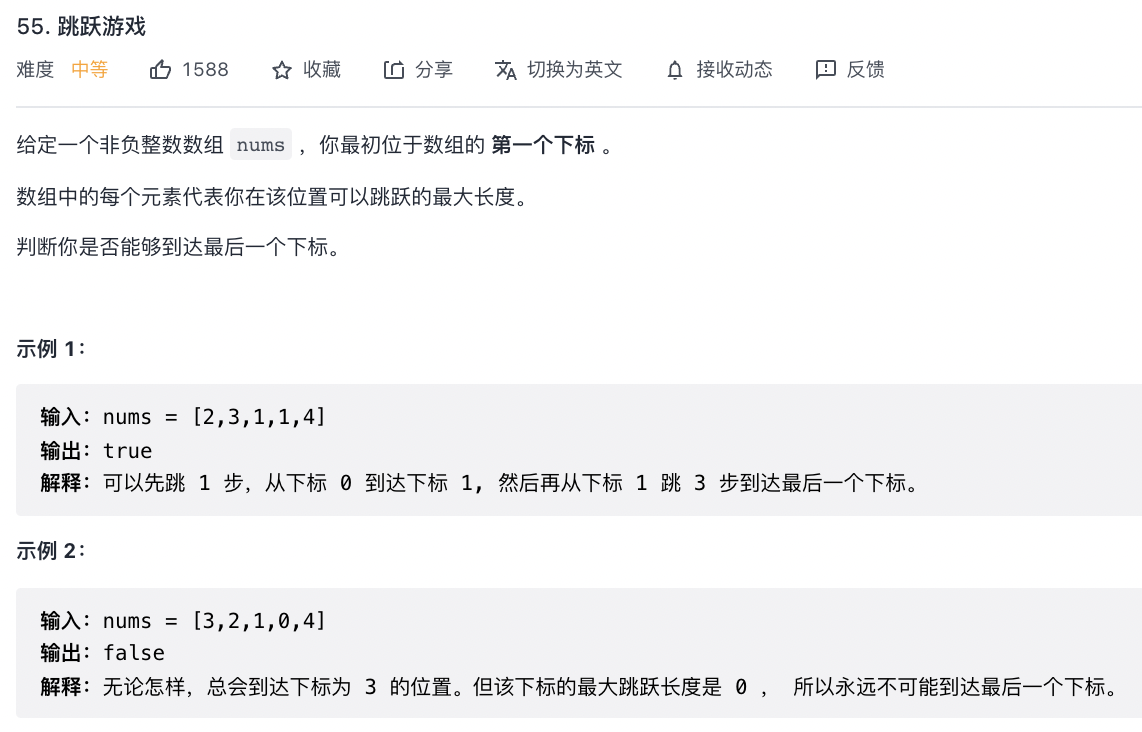 55. 跳跃游戏
难度 中等 1588 收藏 分享 切换为英文 接收动态 反馈
给定一个非负整数数组 nums ，你最初位于数组的 第一个下标 。
数组中的每个元素代表你在该位置可以跳跃的最大长度。
判断你是否能够到达最后一个下标。
示例 1：
输入：nums = [2,3,1,1,4]
输出：true
解释：可以先跳 1 步，从下标 0 到达下标 1, 然后再从下标 1 跳 3 步到达最后一个下标。
示例 2：
输入：nums = [3,2,1,0,4]
输出：false
解释：无论怎样，总会到达下标为 3 的位置。但该下标的最大跳跃长度是 0 ， 所以永远不可能到达最后一个下标。